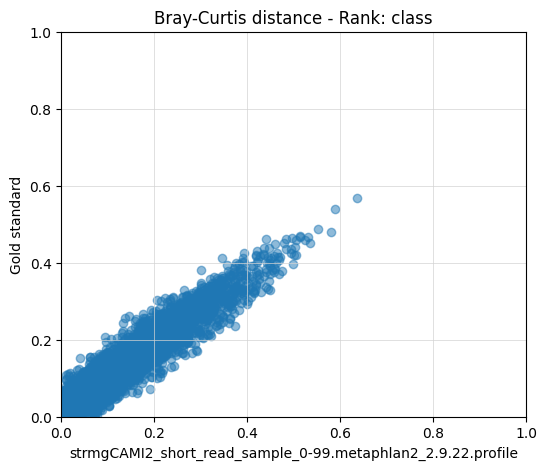 Bray-Curtis distance - Rank: class
1.0
0.8
0.6
0.4
0.2
0.0
Gold standard
0.0 0.2 0.4 0.6 0.8 1.0
strmgCAMI2_short_read_sample_0-99.metaphlan2_2.9.22.profile